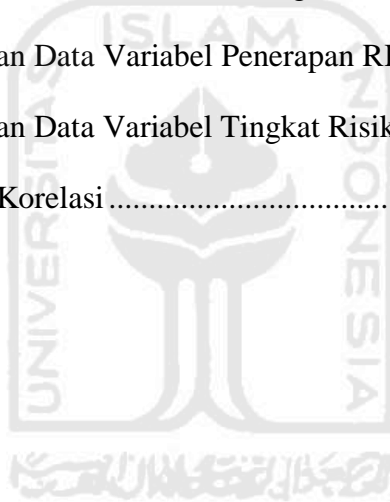 an Data Variabel Penerapan RI
an Data Variabel Tingkat Risik
Korelasi..................................
ISLAM
UNIVERSITAS
INDONESIA